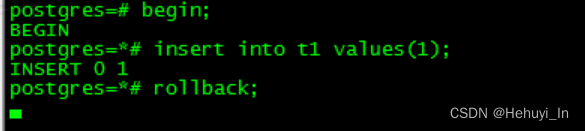 postgres=# begin;
BEGIN
postgres=*# insert into t1 values(1);
INSERT 0 1
postgres=*# rollback;
CSDN @Hehuyi_In